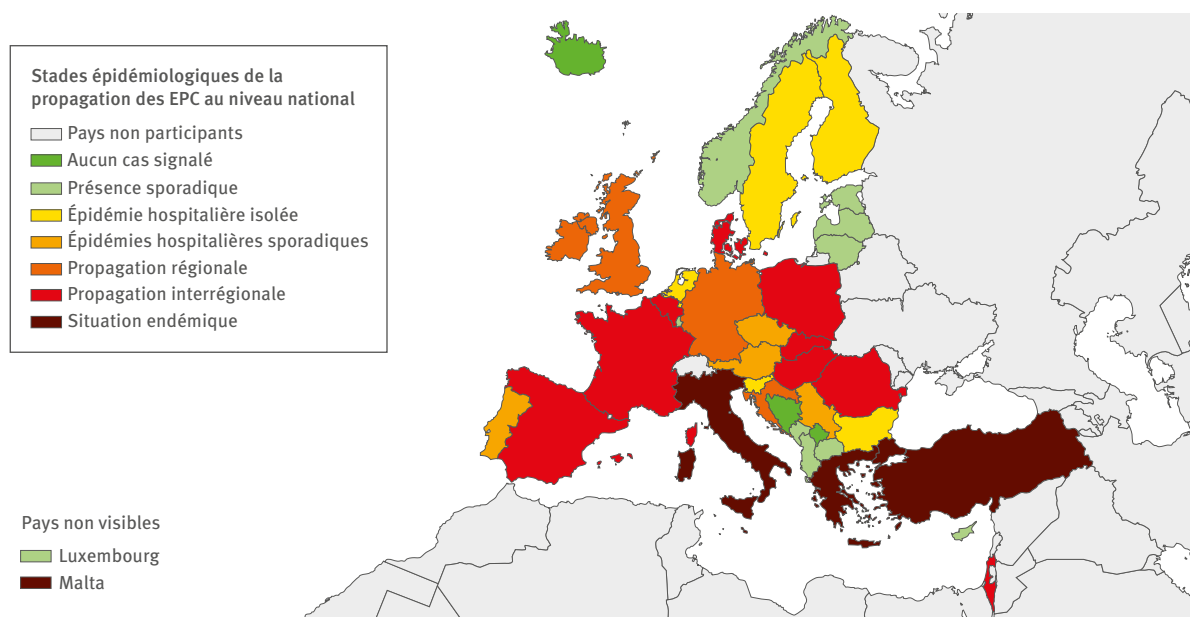 Stades épidémiologiques de la
propagation des EPC au niveau national
Pays non participants
Aucun cas signalé
Présence sporadique
Épidémie hospitalière isolée
Épidémies hospitalières sporadiques
Propagation régionale
Propagation interrégionale
Situation endémique
Pays non visibles
Luxembourg
Malta